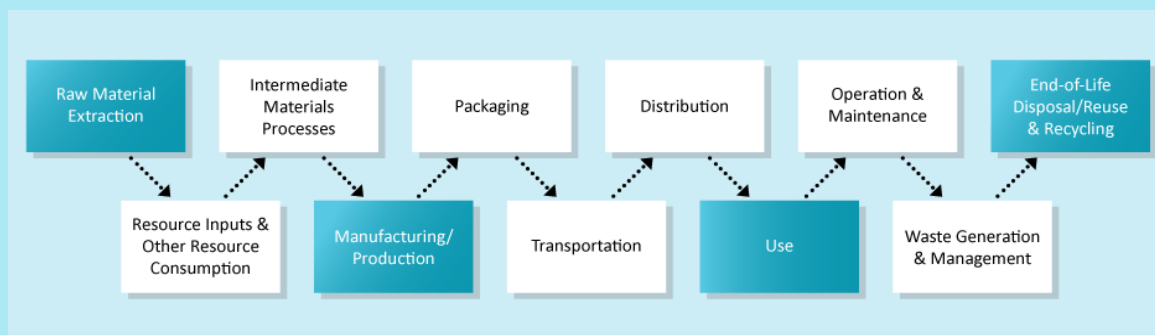 Raw Material
Extraction
Resource Inputs &
Other Resource
Consumption
Intermediate
Materials
Processes
Manufacturing/
Production
Packaging
Transportation
Distribution
Use
Operation &
Maintenance
Waste Generation
& Management
End-of-Life
Disposal/Reuse
& Recycling